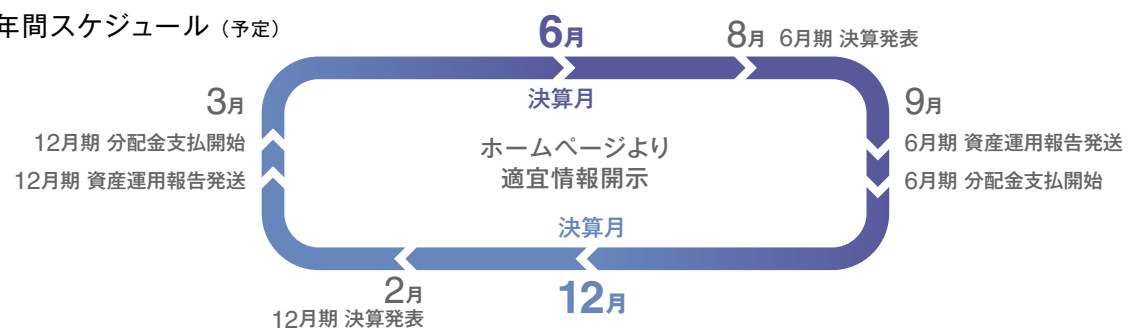 年間スケジュール（予定）
6月
決算月
8月 6月期 決算発表
9月
6月期 資産運用報告発送
6月期 分配金支払開始
12月
決算月
2月
12月期 決算発表
3月
12月期 分配金支払開始
12月期 資産運用報告発送
ホームページより
適宜情報開示